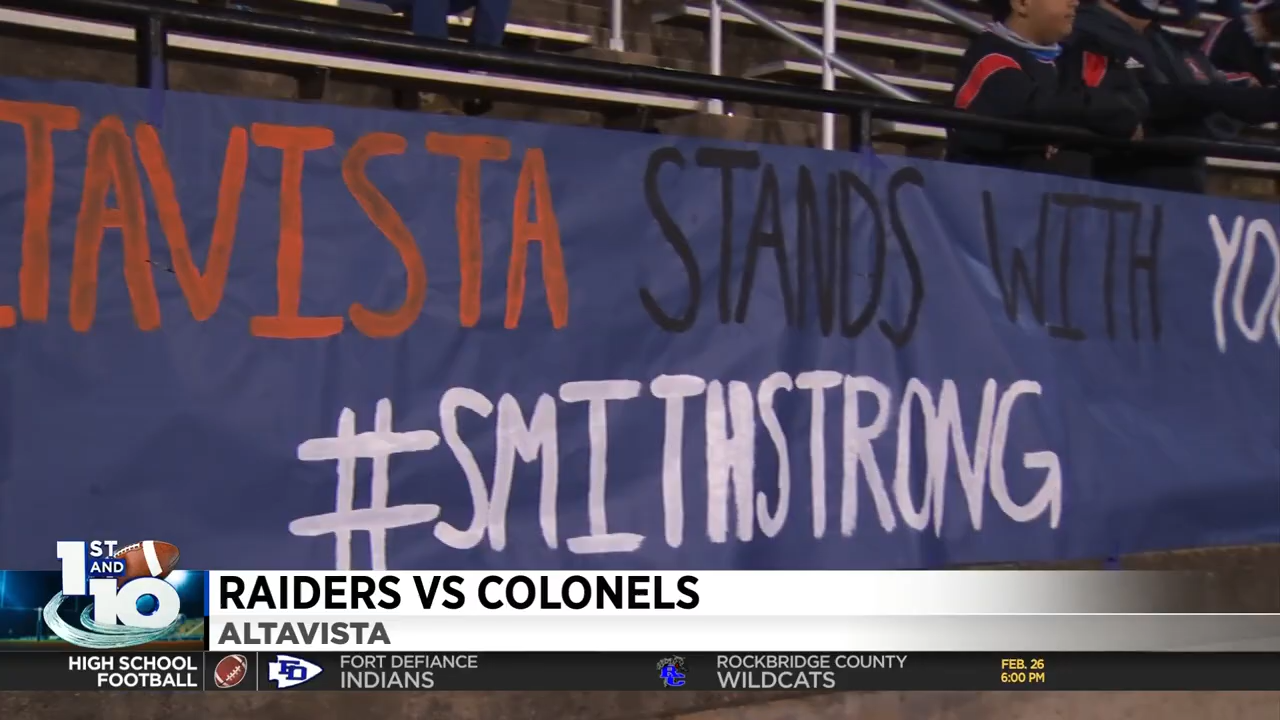 TAVISTA STANDS WITH YO
#SMITHSTRONG
1ST AND 10
RAIDERS VS COLONELS
ALTAVISTA
HIGH SCHOOL FOOTBALL
FD
FORT DEFIANCE INDIANS
RC
ROCKBRIDGE COUNTY WILDCATS
FEB. 26
6:00 PM